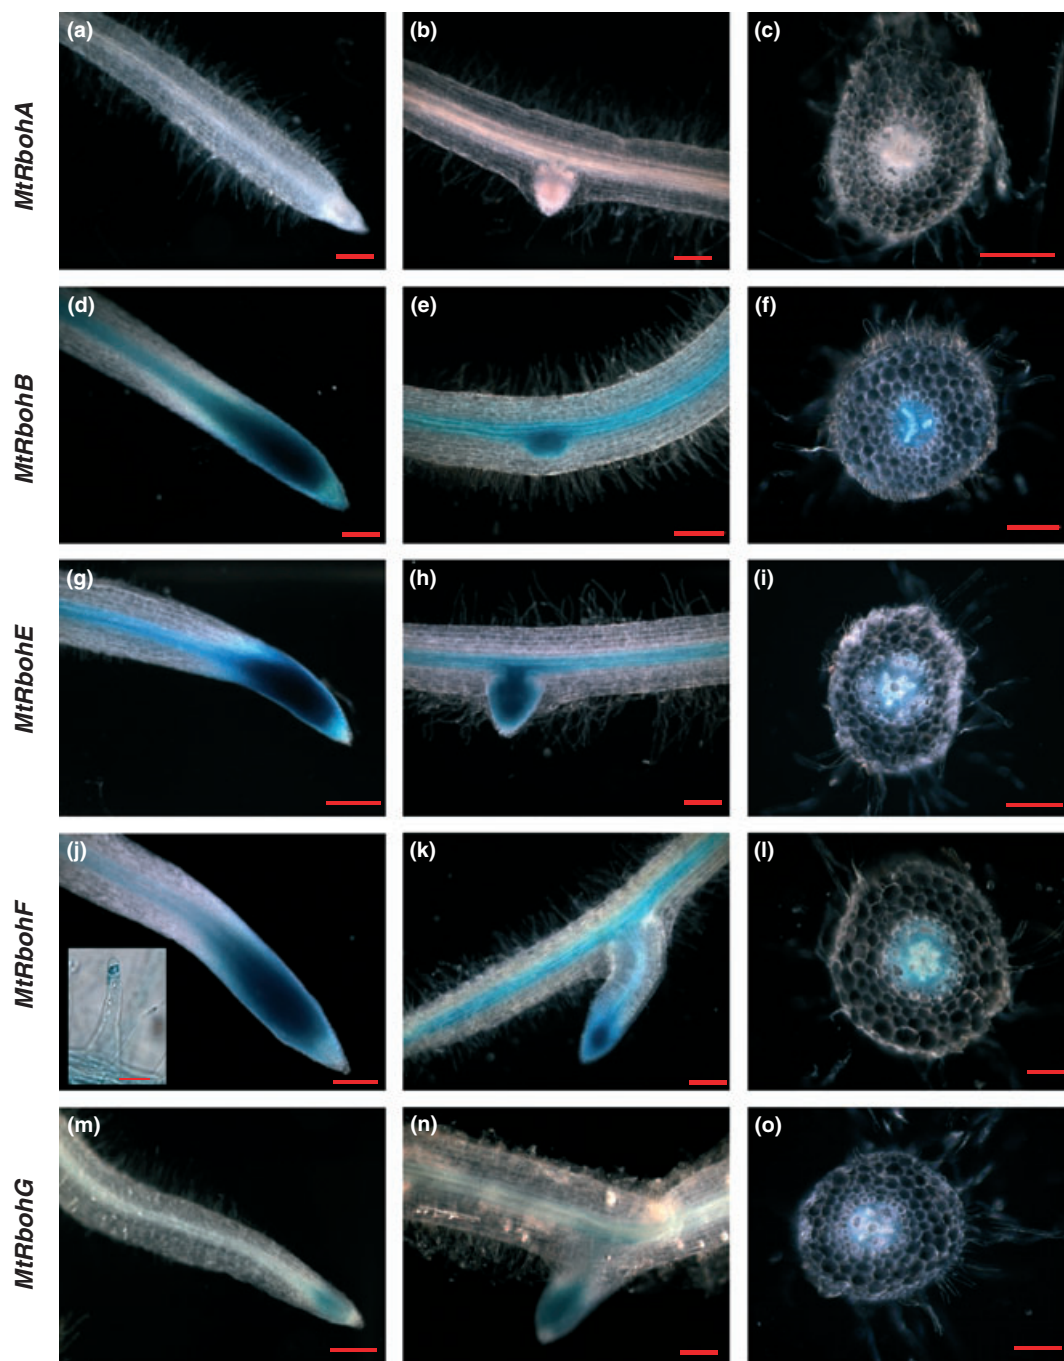 MtRbohA
(a)
(b)
(c)
MtRbohB
(d)
(e)
(f)
MtRbohE
(g)
(h)
(i)
MtRbohF
(j)
(k)
(l)
MtRbohG
(m)
(n)
(o)